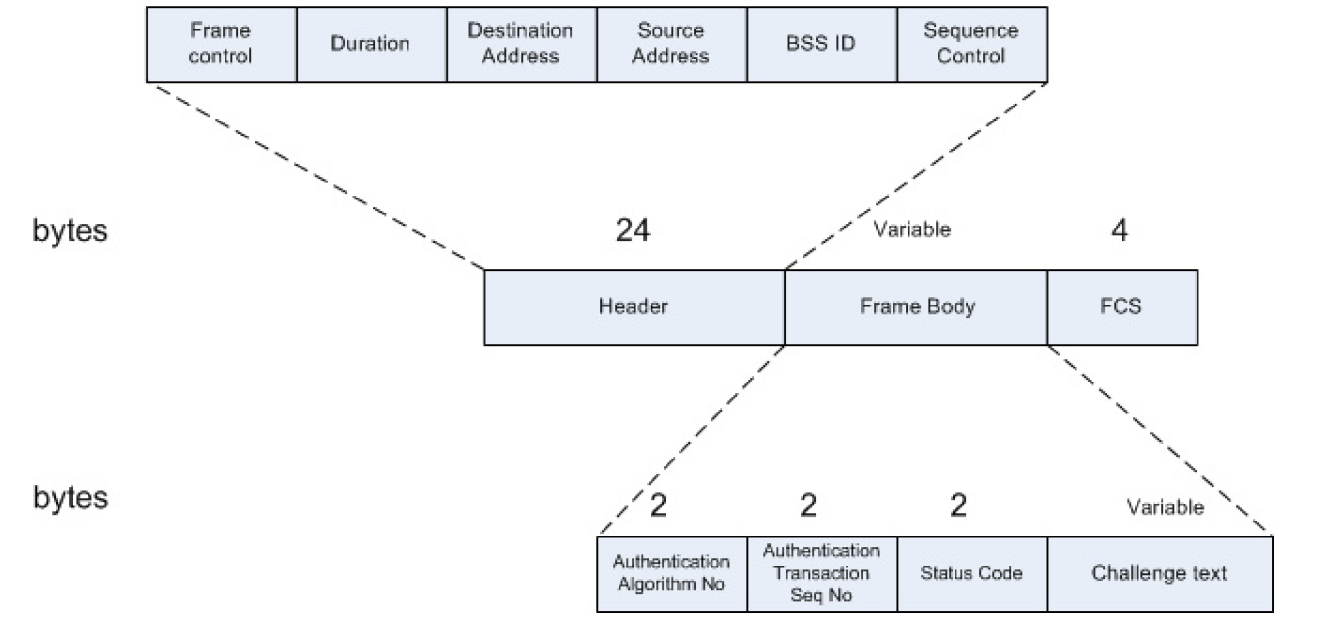 Frame
control
Duration
Destination
Address
Source
Address
BSS ID
Sequence
Control
bytes
24
Variable
4
Header
Frame Body
FCS
bytes
2
2
2
Variable
Authentication
Algorithm No
Authentication
Transaction
Seq No
Status Code
Challenge text